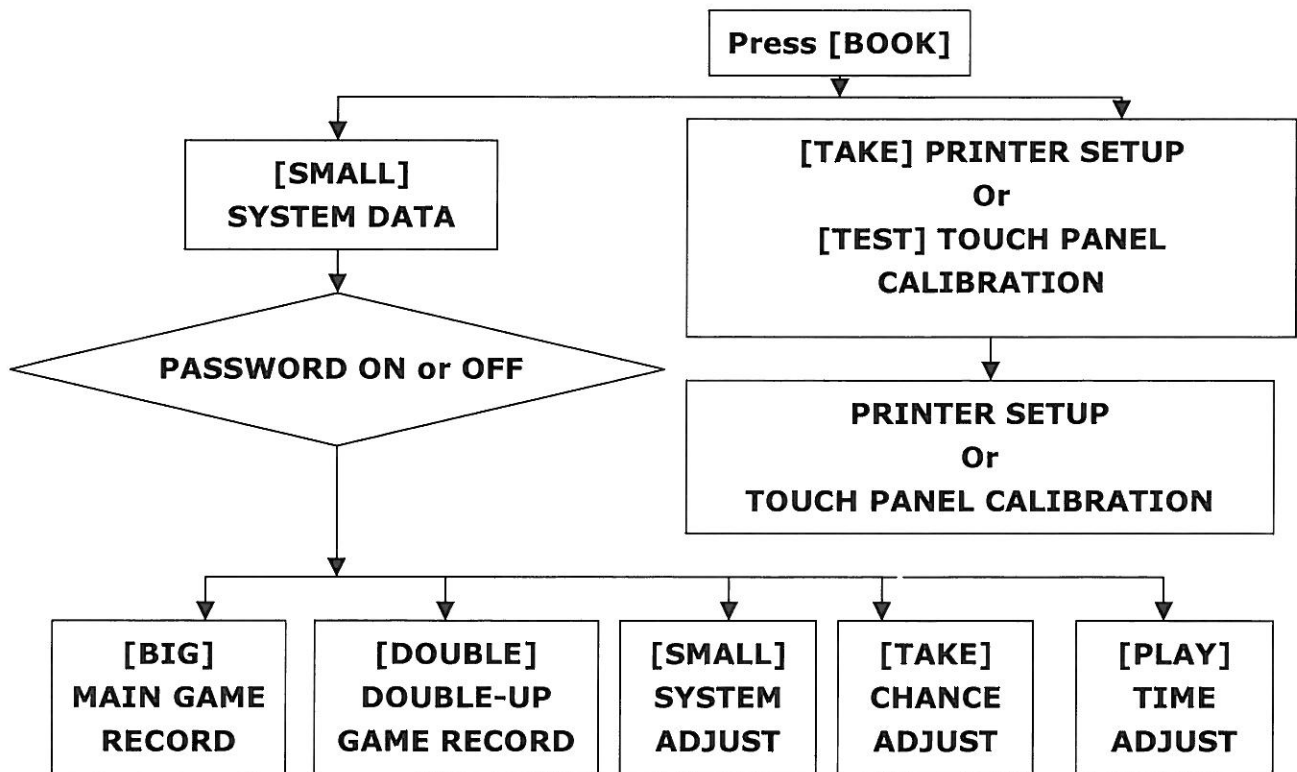 Press [BOOK]
[SMALL]
SYSTEM DATA
[TAKE] PRINTER SETUP
Or
[TEST] TOUCH PANEL
CALIBRATION
PASSWORD ON or OFF
PRINTER SETUP
Or
TOUCH PANEL CALIBRATION
[BIG]
MAIN GAME
RECORD
[DOUBLE]
DOUBLE-UP
GAME RECORD
[SMALL]
SYSTEM
ADJUST
[TAKE]
CHANCE
ADJUST
[PLAY]
TIME
ADJUST